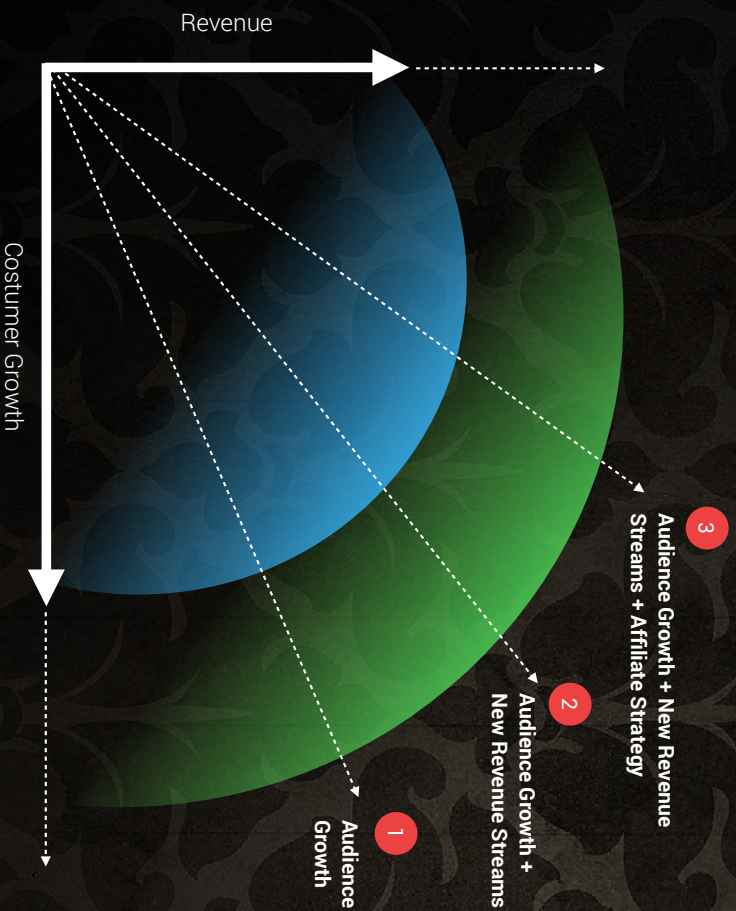 Revenue
Costumer Growth
3
Audience Growth + New Revenue
Streams + Affiliate Strategy
2
Audience Growth +
New Revenue Streams
1
Audience
Growth